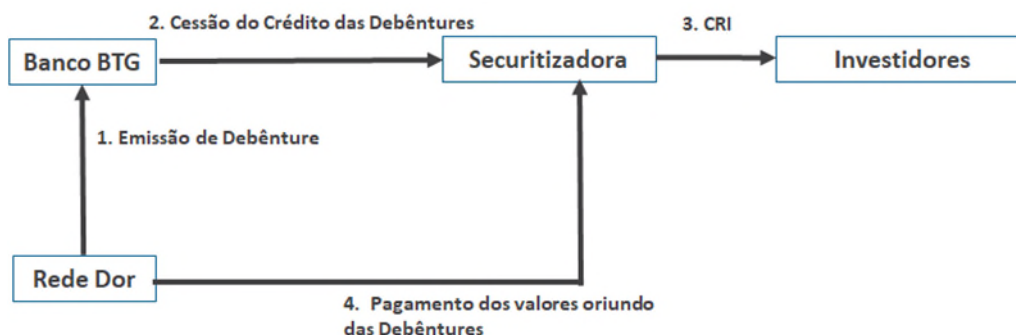 2. Cessão do Crédito das Debêntures
3. CRI
Banco BTG
Securitizadora
Investidores
1. Emissão de Debênture
Rede Dor
4. Pagamento dos valores oriundo
das Debêntures